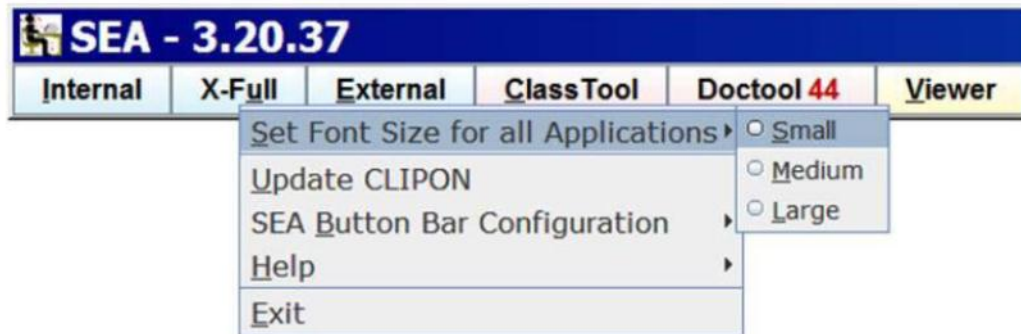 SEA - 3.20.37
Internal X-Full External ClassTool Doctool 44 Viewer
Set Font Size for all Applications
Small
Medium
Large
Update CLIPON
SEA Button Bar Configuration
Help
Exit